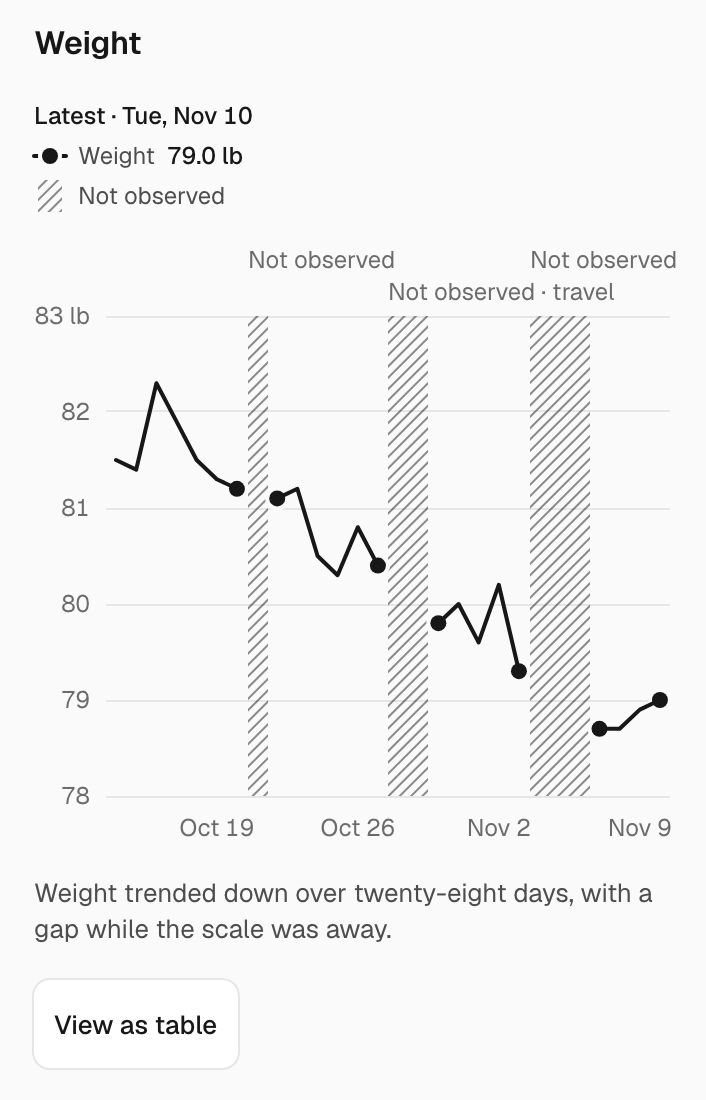 Weight
Latest · Tue, Nov 10
Weight 79.0 lb
Not observed
Not observed
Not observed
Not observed · travel
83 lb
82
81
80
79
78
Oct 19
Oct 26
Nov 2
Nov 9
Weight trended down over twenty-eight days, with a
gap while the scale was away.
View as table